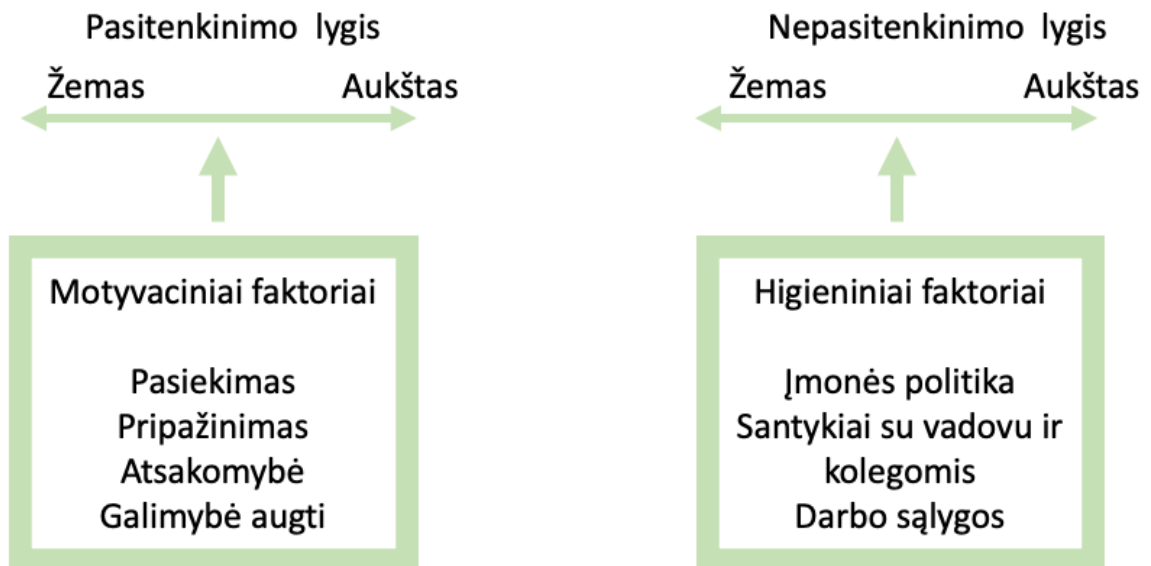 Pasitenkinimo lygis
Žemas
Aukštas
Motyvaciniai faktoriai
Pasiekimas
Pripažinimas
Atsakomybė
Galimybė augti
Nepasitenkinimo lygis
Žemas
Aukštas
Higieniniai faktoriai
Įmonės politika
Santykiai su vadovu ir
kolegomis
Darbo sąlygos